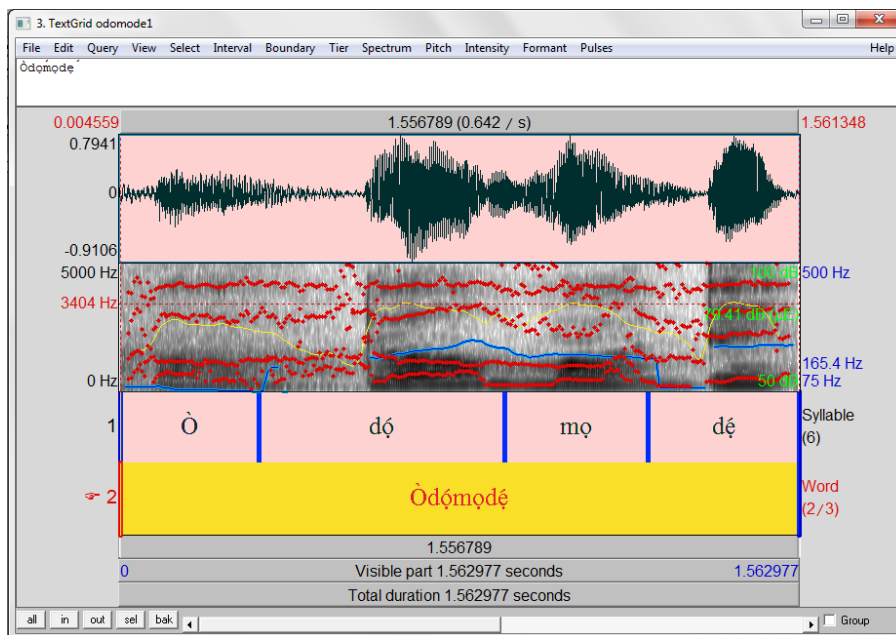 3. TextGrid odomode1
File Edit Query View Select Interval Boundary Tier Spectrum Pitch Intensity Formant Pulses Help
Òdọ́mọdẹ́
0.004559 1.556789 (0.642 / s) 1.561348
0.7941
0
-0.9106
5000 Hz 100 dB 500 Hz
3404 Hz
0 Hz 50 dB 165.4 Hz
75 Hz
1 Ò dọ́ mọ dẹ́ Syllable
(6)
2 Òdọ́mọdẹ́ Word
(2/3)
1.556789
0 Visible part 1.562977 seconds 1.562977
Total duration 1.562977 seconds
all in out sel bak Group